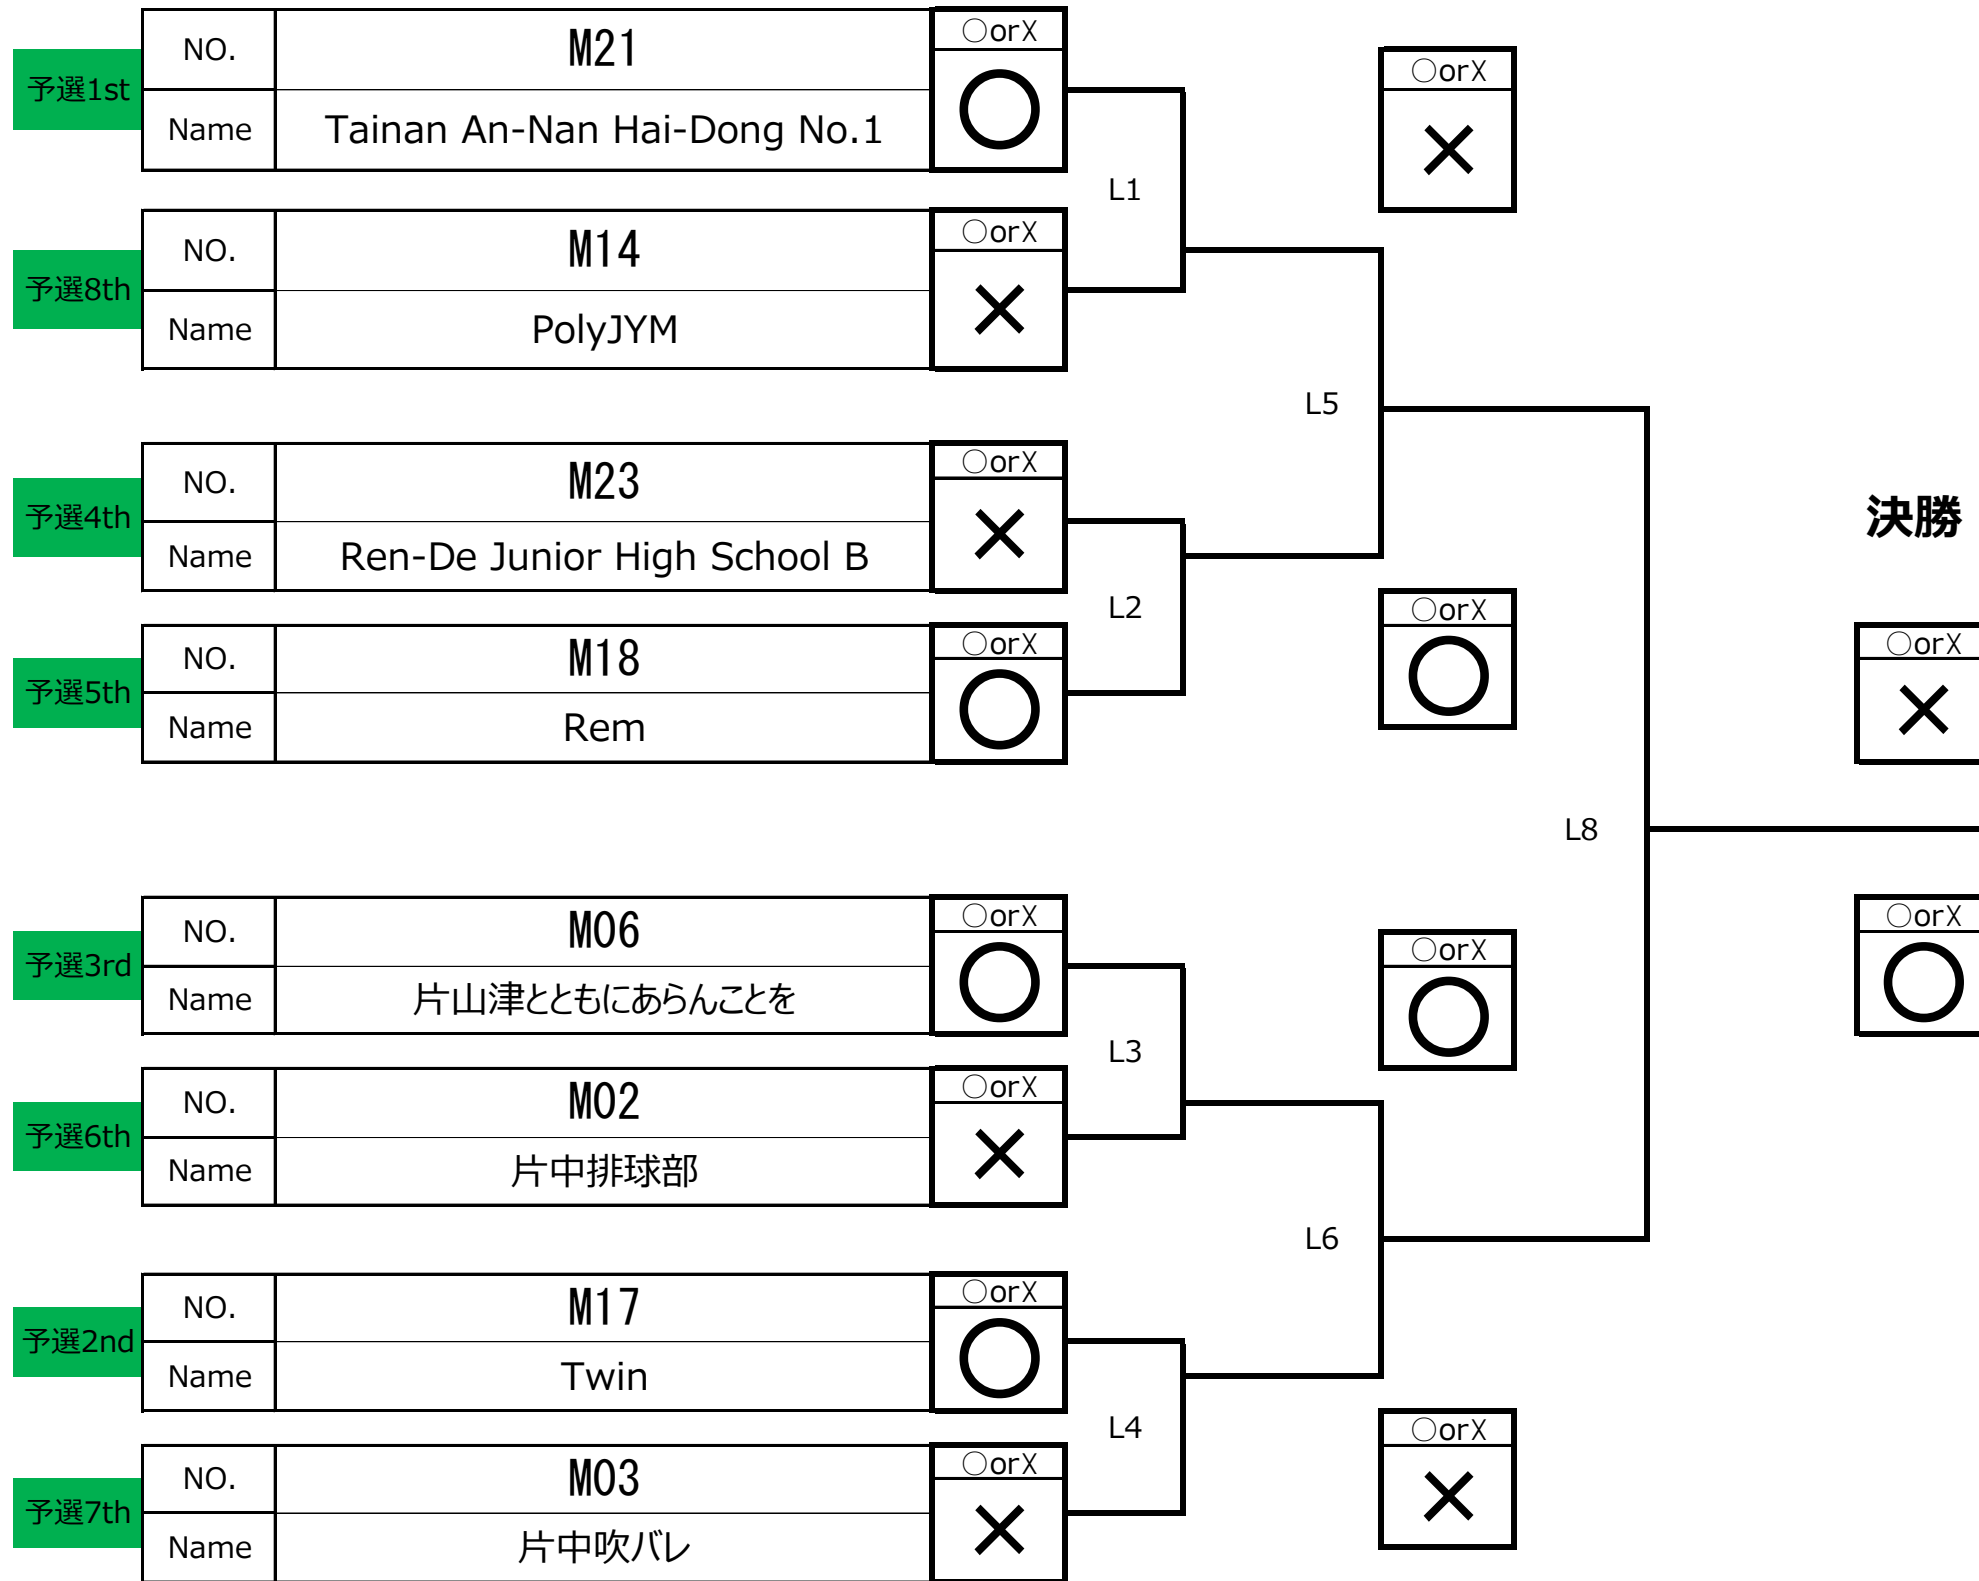 予選1st
NO.
M21
Name
Tainan An-Nan Hai-Dong No.1
○orX
○
○orX
×
L1
予選8th
NO.
M14
Name
PolyJYM
○orX
×
L5
予選4th
NO.
M23
Name
Ren-De Junior High School B
○orX
×
決勝
L2
予選5th
NO.
M18
Name
Rem
○orX
○
○orX
○
○orX
×
L8
予選3rd
NO.
M06
Name
片山津とともにあらんことを
○orX
○
○orX
○
○orX
○
L3
予選6th
NO.
M02
Name
片中排球部
○orX
×
L6
予選2nd
NO.
M17
Name
Twin
○orX
○
L4
○orX
×
予選7th
NO.
M03
Name
片中吹バレ
○orX
×